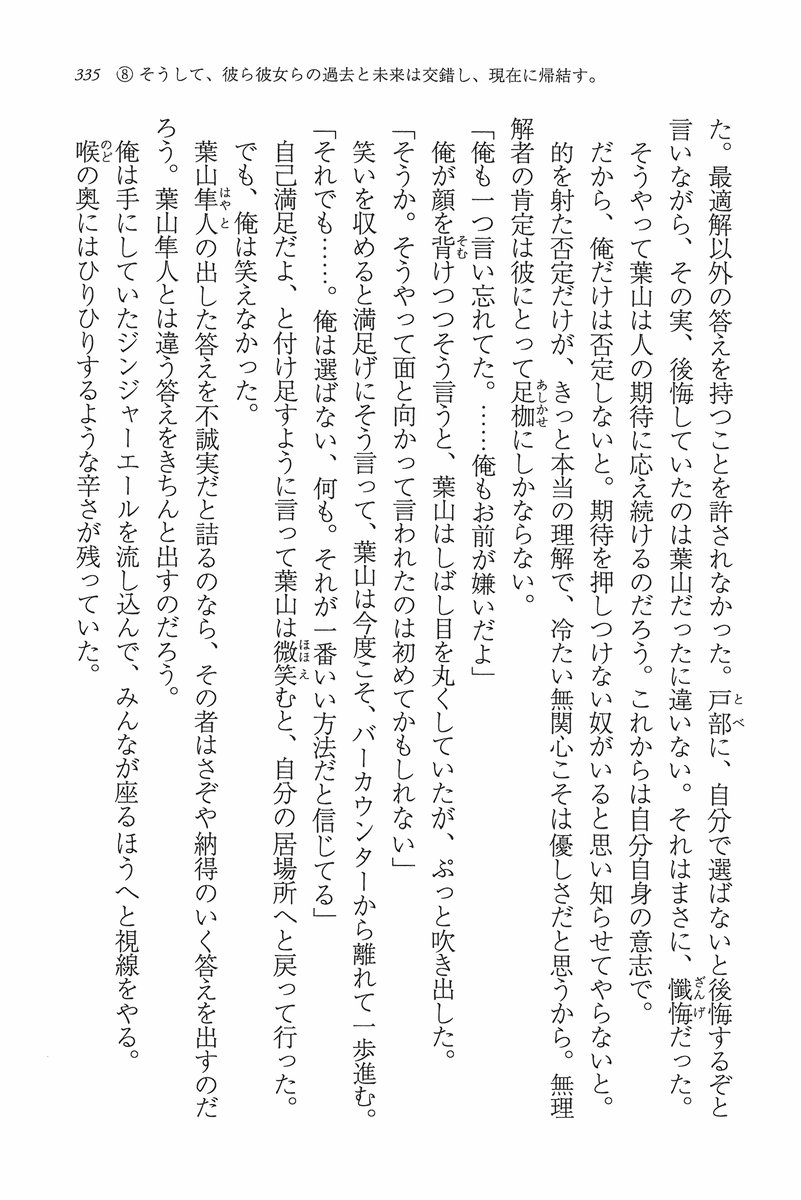 335 ⑧ そうして、彼ら彼女らの過去と未来は交錯し、現在に帰結す。
た。最適解以外の答えを持つことを許されなかった。戸部に、自分で選ばないと後悔するぞと
言いながら、その実、後悔していたのは葉山だったに違いない。それはまさに、懺悔だった。
そうやって葉山は人の期待に応え続けるのだろう。これからは自分自身の意志で。
だから、俺だけは否定しないと。期待を押しつけない奴がいると思い知らせてやらないと。
的を射た否定だけが、きっと本当の理解で、冷たい無関心こそは優しさだと思うから。無理
解者の肯定は彼にとって足枷にしかならない。
「俺も一つ言い忘れてた。……俺もお前が嫌いだよ」
俺が顔を背けつつそう言うと、葉山はしばし目を丸くしていたが、ぷっと吹き出した。
「そうか。そうやって面と向かって言われたのは初めてかもしれない」
笑いを収めると満足げにそう言って、葉山は今度こそ、バーカウンターから離れて一歩進む。
「それでも……。俺は選ばない、何も。それが一番いい方法だと信じてる」
自己満足だよ、と付け足すように言って葉山は微笑むと、自分の居場所へと戻って行った。
でも、俺は笑えなかった。
葉山隼人の出した答えを不誠実だと詰るのなら、その者はさぞや納得のいく答えを出すのだ
ろう。葉山隼人とは違う答えをきちんと出すのだろう。
俺は手にしていたジンジャーエールを流し込んで、みんなが座るほうへと視線をやる。
喉の奥にはひりひりするような辛さが残っていた。